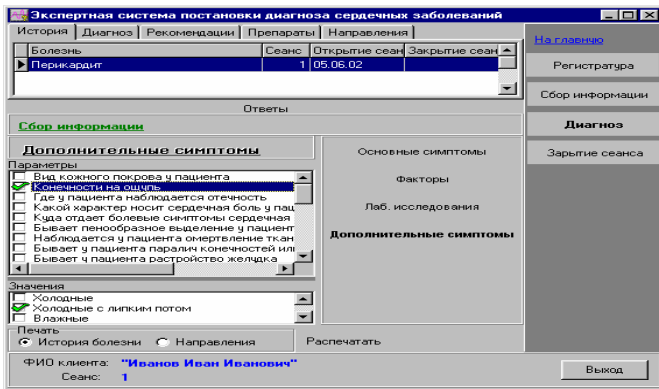 Экспертная система постановки диагноза сердечных заболеваний
История Диагноз Рекомендации Препараты Направления
На главную
Болезнь Сеанс Открытие сеан Закрытие сеан
Перикардит 1 05.06.02
Регистратура
Сбор информации
Диагноз
Зарытие сеанса
Ответы
Сбор информации
Дополнительные симптомы
Параметры
Вид кожного покрова у пациента
Конечности на ощупь
Где у пациента наблюдается отечность
Какой характер носит сердечная боль у пац
Куда отдает болевые симптомы сердечная
Бывает пенообразное выделение у пациент
Наблюдается у пациента омертвление ткан
Бывает у пациента паралич конечностей ил
Бывает у пациента растройство желудка
Основные симптомы
Факторы
Лаб. исследования
Дополнительные симптомы
Значения
Холодные
Холодные с липким потом
Влажные
Печать
История болезни Направления
Распечатать
ФИО клиента: "Иванов Иван Иванович"
Сеанс: 1
Выход